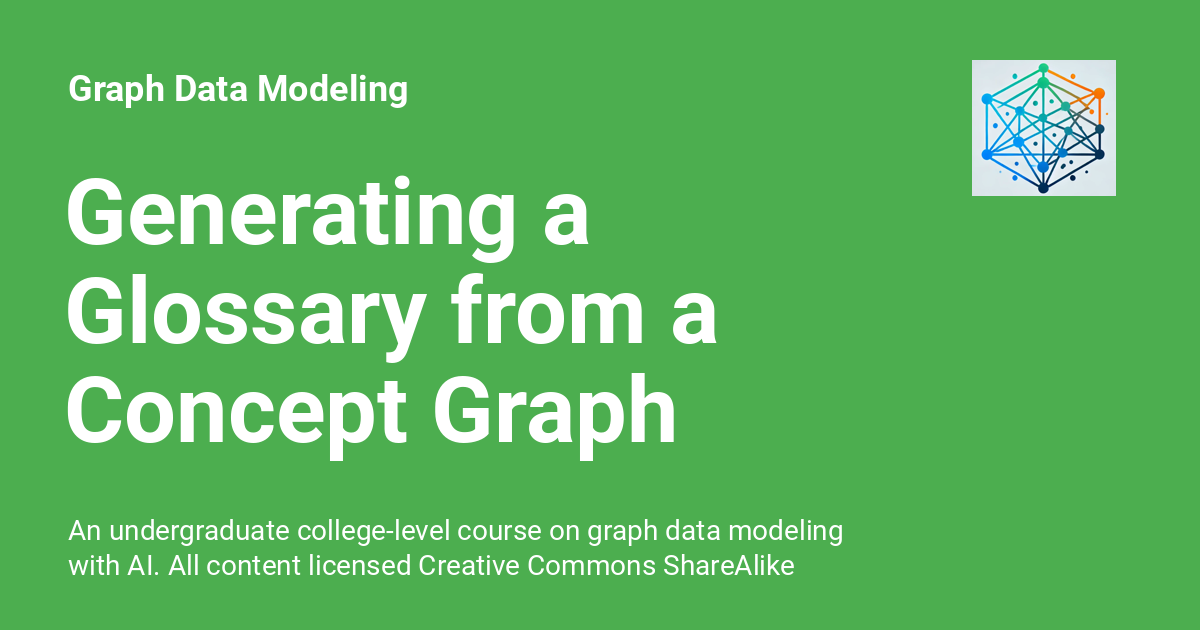 Graph Data Modeling
Generating a
Glossary from a
Concept Graph
An undergraduate college-level course on graph data modeling
with AI. All content licensed Creative Commons ShareAlike